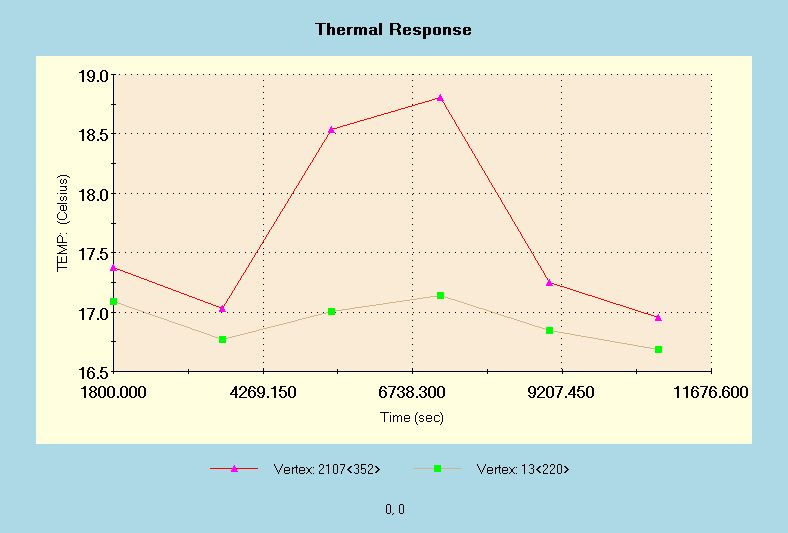 Thermal Response
19.0
18.5
18.0
17.5
17.0
16.5
TEMP: (Celsius)
1800.000 4269.150 6738.300 9207.450 11676.600
Time (sec)
Vertex: 2107<352> Vertex: 13<220>
0, 0